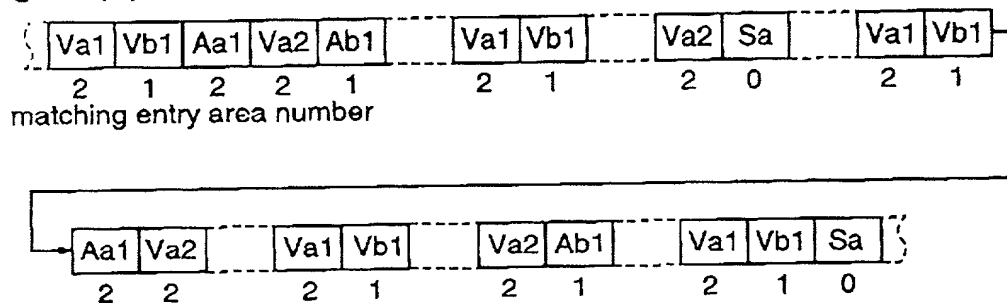 Va1 Vb1 Aa1 Va2 Ab1 Va1 Vb1 Va2 Sa Va1 Vb1
2 1 2 2 1 2 1 2 0 2 1
matching entry area number
Aa1 Va2 Va1 Vb1 Va2 Ab1 Va1 Vb1 Sa
2 2 2 1 2 1 2 1 0